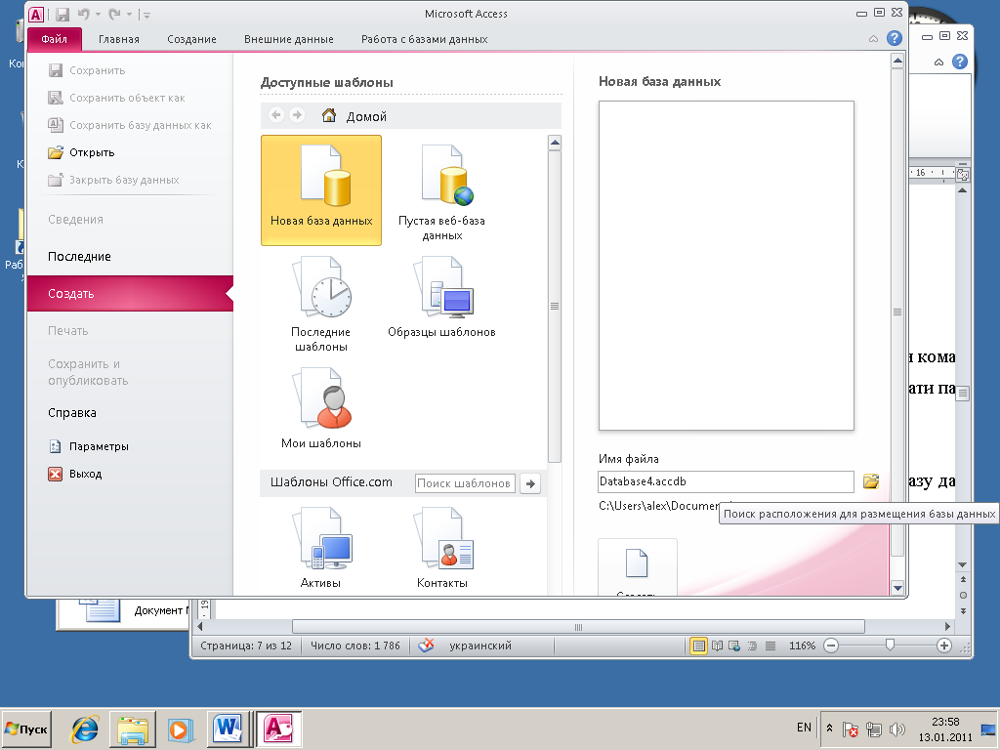 Microsoft Access
Файл
Главная
Создание
Внешние данные
Работа с базами данных
Сохранить
Сохранить объект как
Сохранить базу данных как
Открыть
Закрыть базу данных
Сведения
Последние
Создать
Печать
Сохранить и
опубликовать
Справка
Параметры
Выход
Доступные шаблоны
Домой
Новая база данных
Пустая веб-база
данных
Последние
шаблоны
Образцы шаблонов
Мои шаблоны
Шаблоны Office.com
Поиск шаблонов
Активы
Контакты
Новая база данных
Имя файла
Database4.accdb
C:\Users\alex\Documen
Поиск расположения для размещения базы данных
Создать
16
кома
ати па
азу да
19
Документ
Страница: 7 из 12
Число слов: 1 786
украинский
116%
Пуск
EN
23:58
13.01.2011